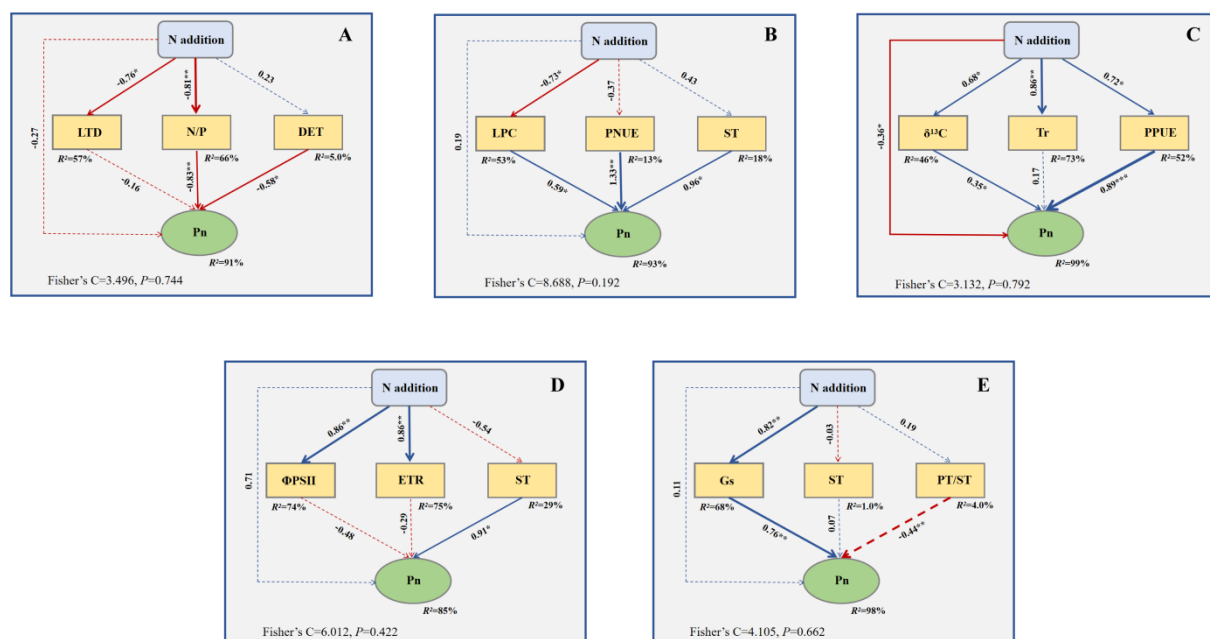 A
N addition
-0.76*
-0.81**
0.23
-0.27
LTD
N/P
DET
R²=57%
R²=66%
R²=5.0%
-0.16
-0.83**
-0.58*
Pn
R²=91%
Fisher's C=3.496, P=0.744
B
N addition
-0.73*
-0.37
0.43
0.19
LPC
PNUE
ST
R²=53%
R²=13%
R²=18%
0.59*
1.33**
0.96*
Pn
R²=93%
Fisher's C=8.688, P=0.192
C
N addition
0.68*
0.86**
0.72*
-0.36*
δ¹³C
Tr
PPUE
R²=46%
R²=73%
R²=52%
0.35*
0.17
0.89***
Pn
R²=99%
Fisher's C=3.132, P=0.792
D
N addition
0.86**
0.86**
-0.54
0.71
ΦPSII
ETR
ST
R²=74%
R²=75%
R²=29%
-0.48
-0.29
0.91*
Pn
R²=85%
Fisher's C=6.012, P=0.422
E
N addition
0.82**
-0.03
0.19
0.11
Gs
ST
PT/ST
R²=68%
R²=1.0%
R²=4.0%
0.76**
0.07
-0.44**
Pn
R²=98%
Fisher's C=4.105, P=0.662